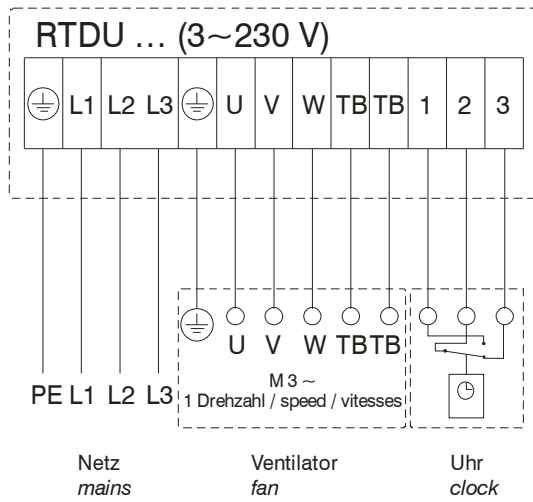 RTDU ... (3~230 V)
L1 L2 L3 U V W TB TB 1 2 3
U V W TB TB
M 3 ~
1 Drehzahl / speed / vitesses
PE L1 L2 L3
Netz Ventilator Uhr
mains fan clock